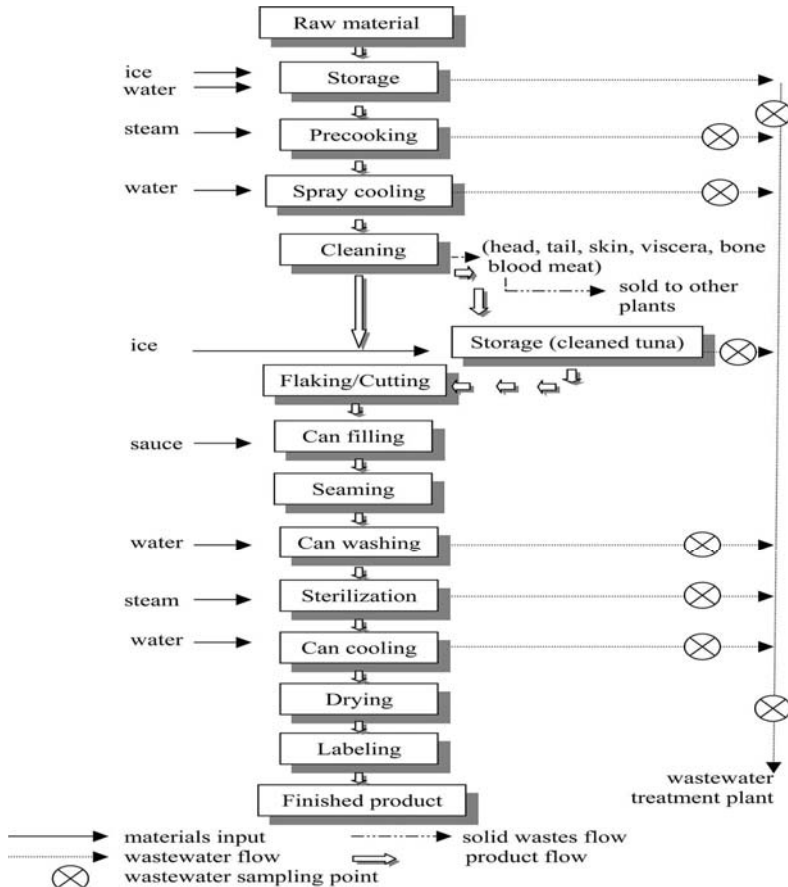 Raw material
ice
water
Storage
steam
Precooking
water
Spray cooling
Cleaning
(head, tail, skin, viscera, bone
blood meat)
sold to other
plants
ice
Storage (cleaned tuna)
Flaking/Cutting
sauce
Can filling
Seaming
water
Can washing
steam
Sterilization
water
Can cooling
Drying
Labeling
Finished product
wastewater
treatment plant
materials input
solid wastes flow
wastewater flow
product flow
wastewater sampling point